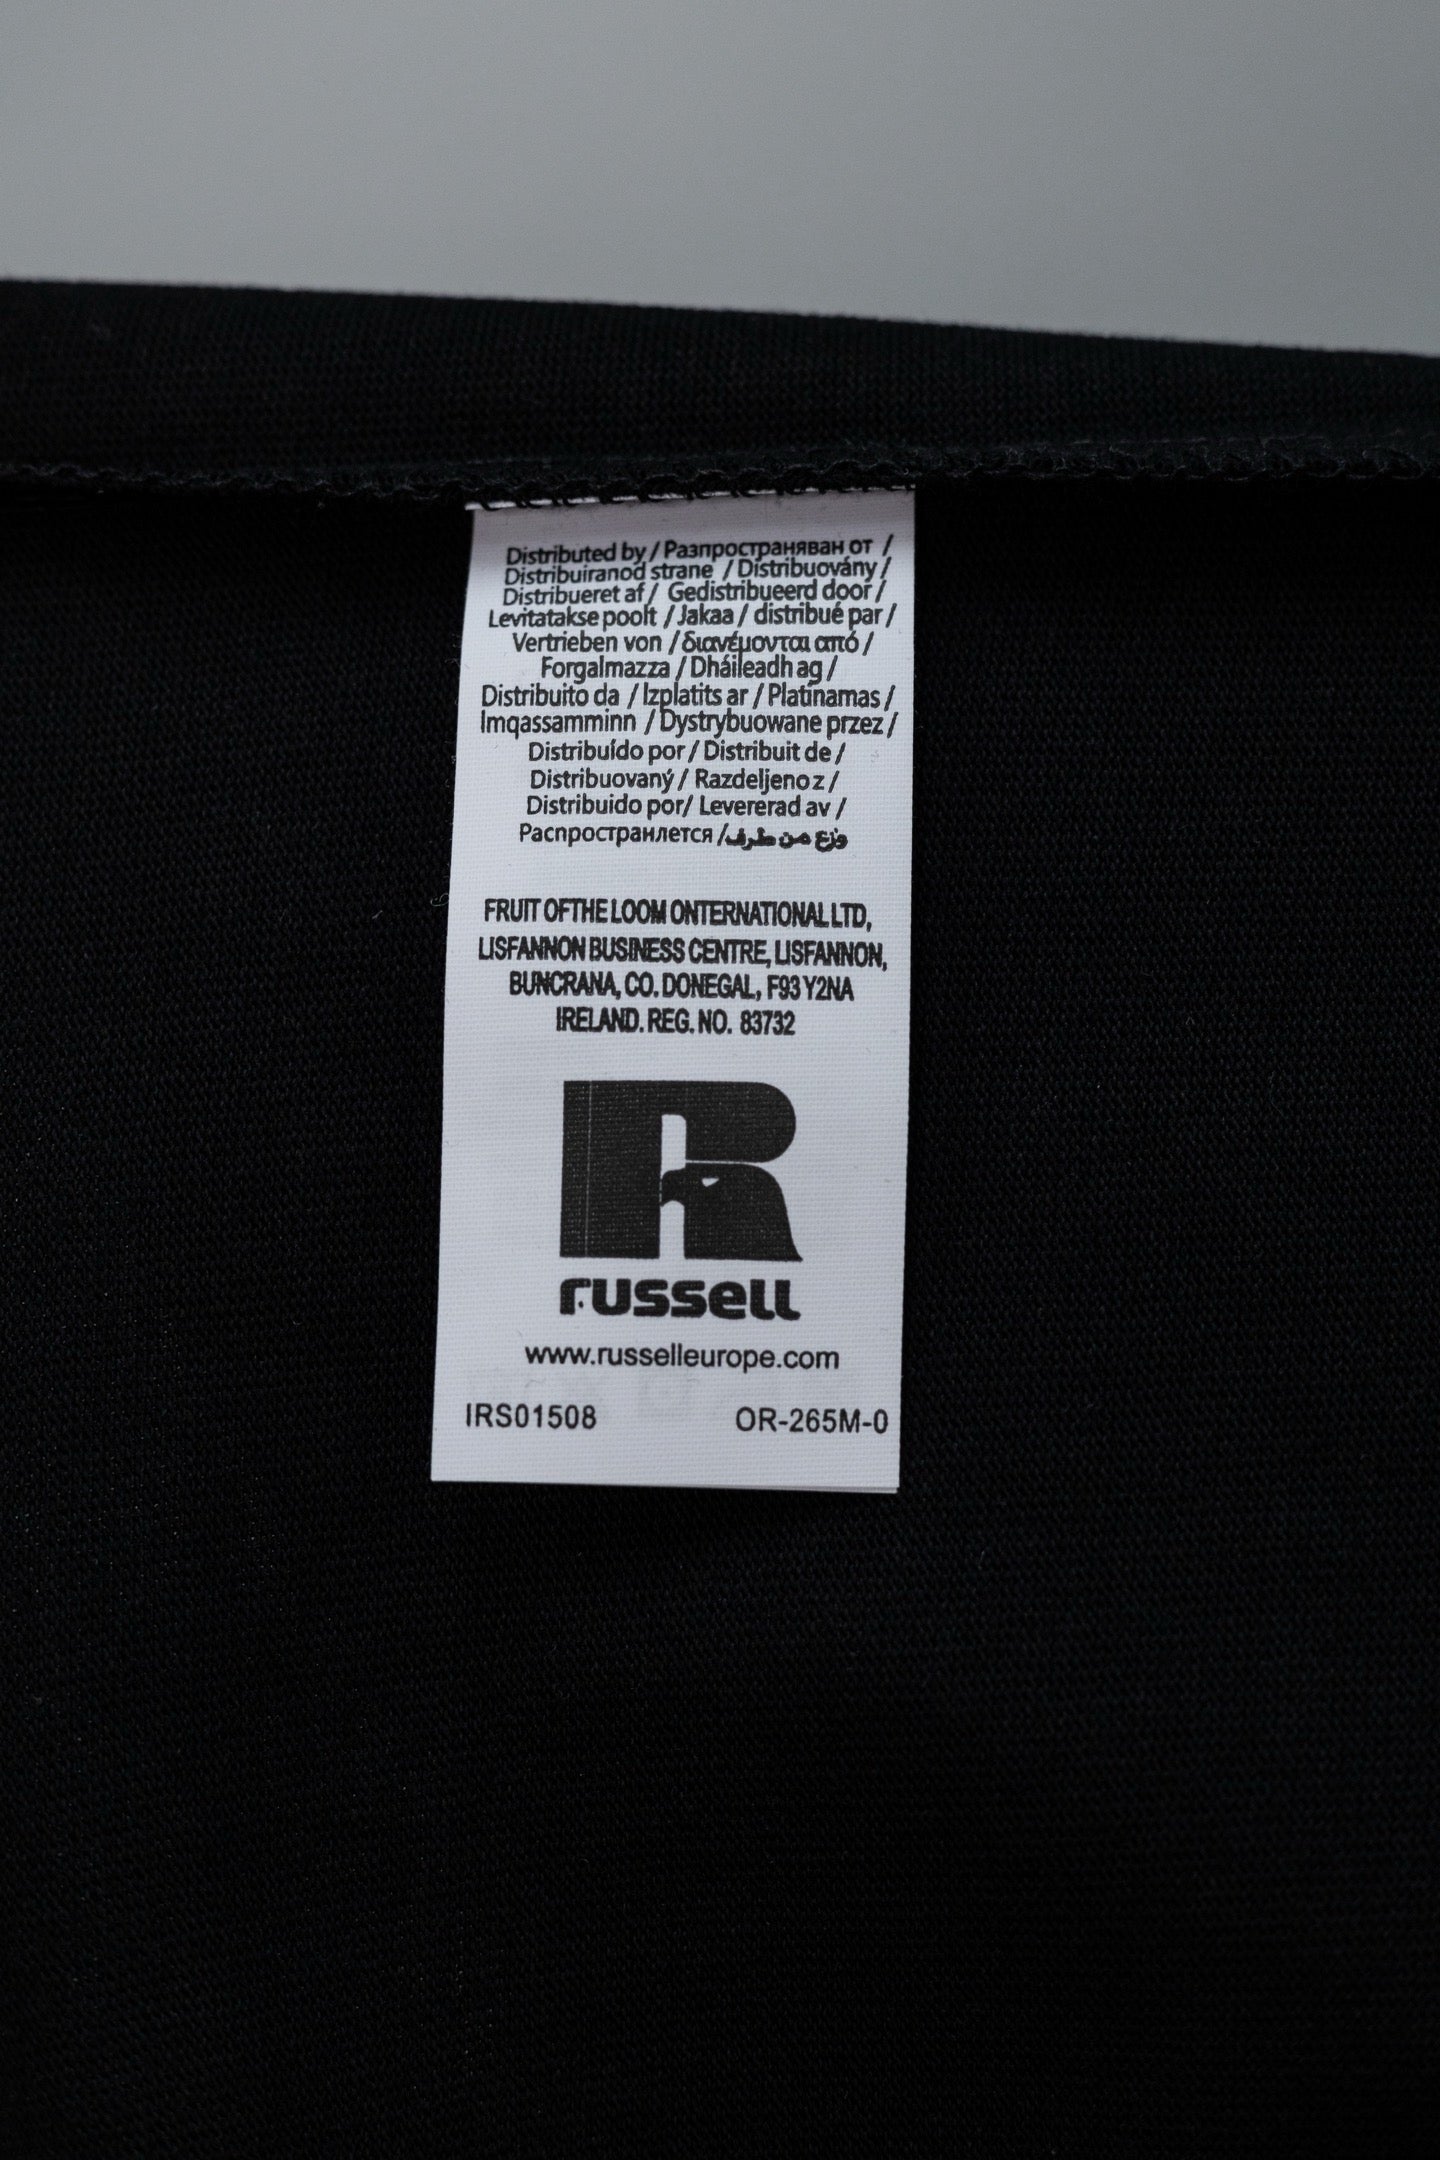 Distributed by / Разпространяван от /
Distribuiranod strane / Distribuovány /
Distribueret af / Gedistribueerd door /
Levitatakse poolt / Jakaa / distribué par /
Vertrieben von / διανέμονται από /
Forgalmazza / Dháileadh ag /
Distribuito da / Izplatits ar / Platínamas /
Imqassamminn / Dystrybuowane przez /
Distribuído por / Distribuit de /
Distribuovaný / Razdeljeno z /
Distribuido por/ Levererad av /
Распространлется / وزع من طرف
FRUIT OFTHE LOOM ONTERNATIONAL LTD,
LISFANNON BUSINESS CENTRE, LISFANNON,
BUNCRANA, CO. DONEGAL, F93 Y2NA
IRELAND. REG. NO. 83732
R
russell
www.russelleurope.com
IRS01508 OR-265M-0